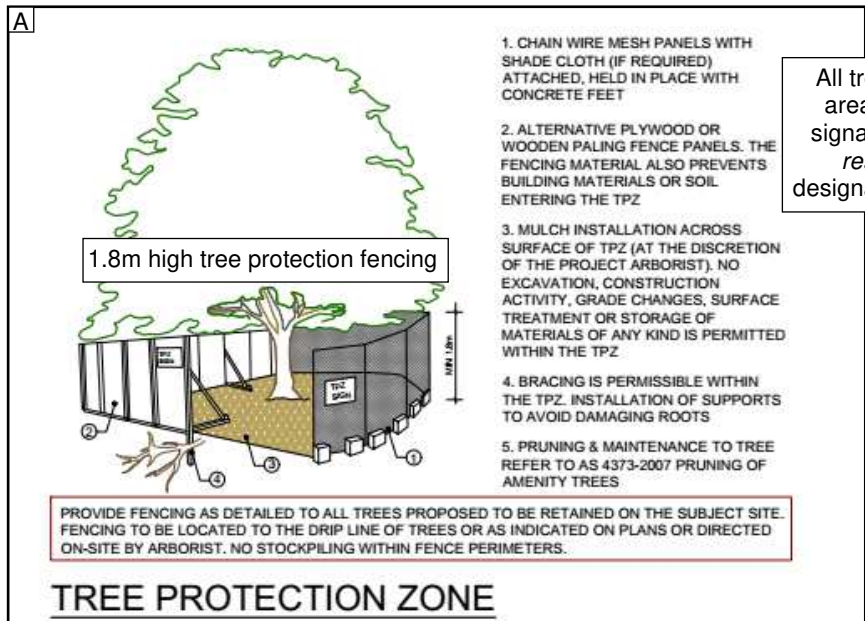 A
1. CHAIN WIRE MESH PANELS WITH
SHADE CLOTH (IF REQUIRED)
ATTACHED, HELD IN PLACE WITH
CONCRETE FEET
All tr
area
signa
re
designa
2. ALTERNATIVE PLYWOOD OR
WOODEN PALING FENCE PANELS. THE
FENCING MATERIAL ALSO PREVENTS
BUILDING MATERIALS OR SOIL
ENTERING THE TPZ
3. MULCH INSTALLATION ACROSS
SURFACE OF TPZ (AT THE DISCRETION
OF THE PROJECT ARBORIST). NO
EXCAVATION, CONSTRUCTION
ACTIVITY, GRADE CHANGES, SURFACE
TREATMENT OR STORAGE OF
MATERIALS OF ANY KIND IS PERMITTED
WITHIN THE TPZ
4. BRACING IS PERMISSIBLE WITHIN
THE TPZ. INSTALLATION OF SUPPORTS
TO AVOID DAMAGING ROOTS
5. PRUNING & MAINTENANCE TO TREE
REFER TO AS 4373-2007 PRUNING OF
AMENITY TREES
1.8m high tree protection fencing
MIN 1.8m
TPZ
SIGN
TPZ
SIGN
2
4
3
1
PROVIDE FENCING AS DETAILED TO ALL TREES PROPOSED TO BE RETAINED ON THE SUBJECT SITE.
FENCING TO BE LOCATED TO THE DRIP LINE OF TREES OR AS INDICATED ON PLANS OR DIRECTED
ON-SITE BY ARBORIST. NO STOCKPILING WITHIN FENCE PERIMETERS.
TREE PROTECTION ZONE